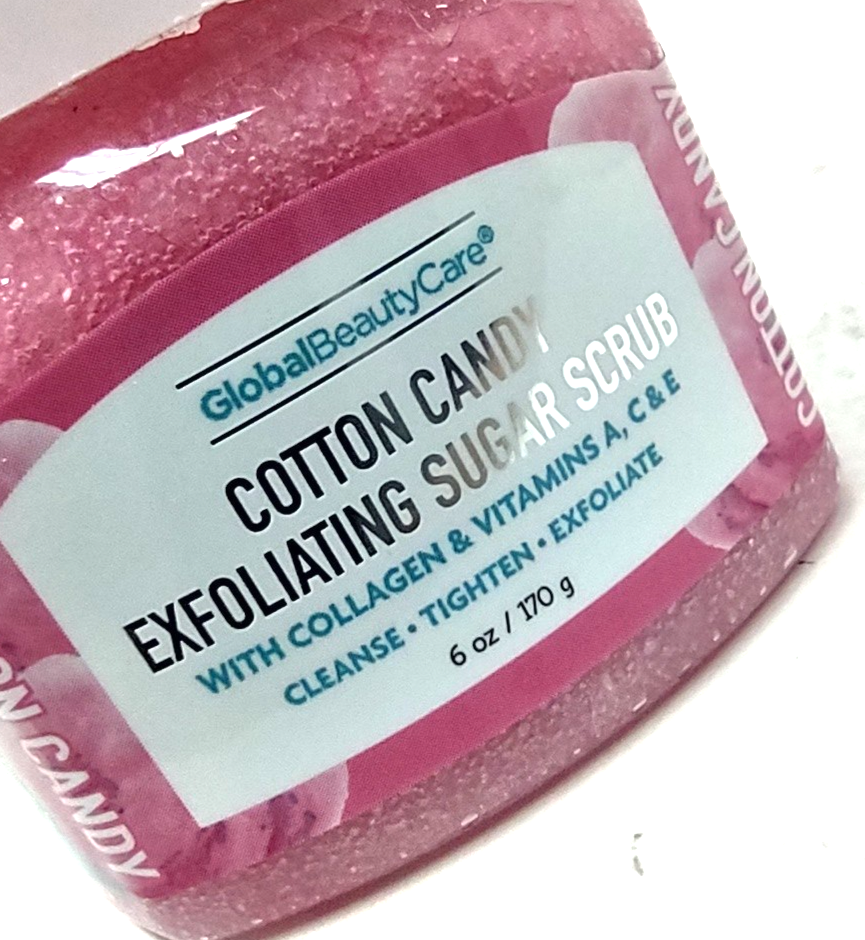 GlobalBeautyCare®
COTTON CANDY
EXFOLIATING SUGAR SCRUB
WITH COLLAGEN & VITAMINS A, C & E
CLEANSE • TIGHTEN • EXFOLIATE
6 oz / 170 g
COTTON CANDY
ON CANDY